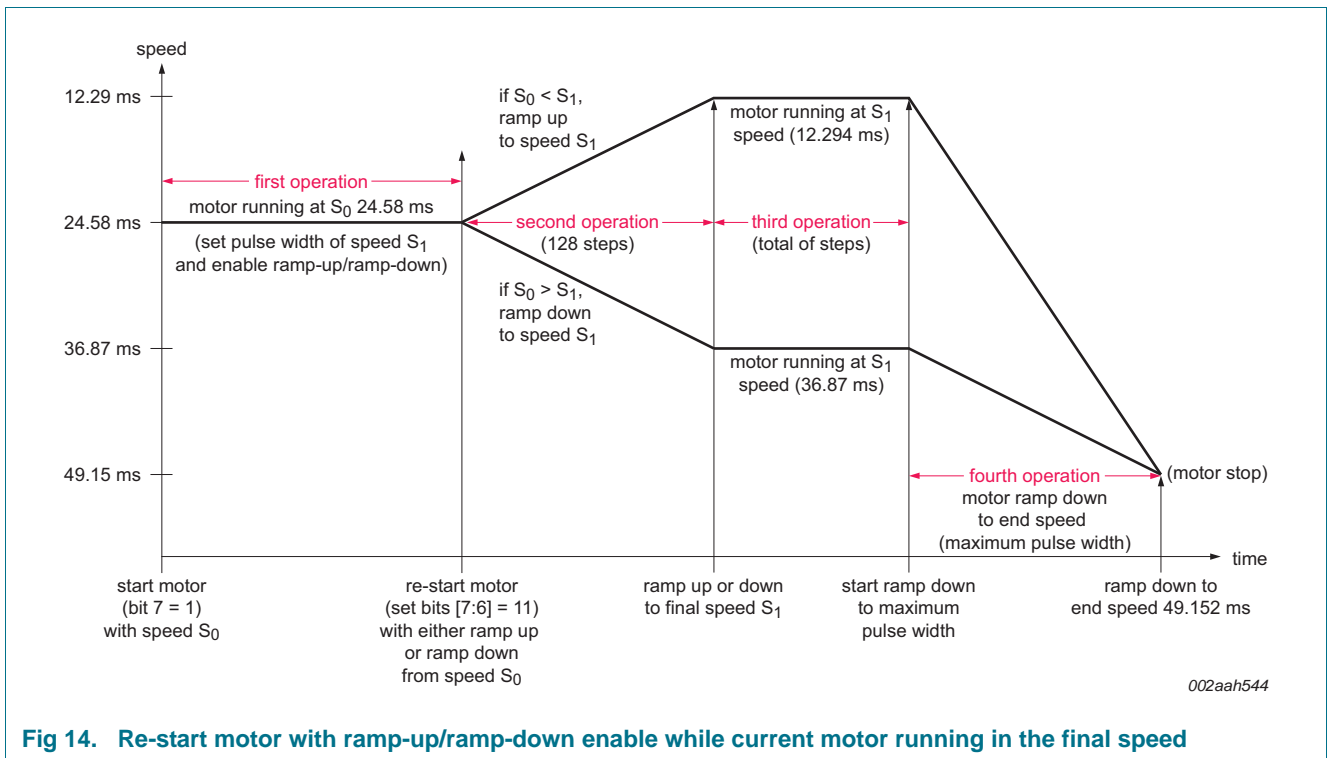 speed
12.29 ms
if S0 < S1,
ramp up
to speed S1
motor running at S1
speed (12.294 ms)
first operation
motor running at S0 24.58 ms
24.58 ms
(set pulse width of speed S1
and enable ramp-up/ramp-down)
second operation
(128 steps)
third operation
(total of steps)
if S0 > S1,
ramp down
to speed S1
36.87 ms
motor running at S1
speed (36.87 ms)
49.15 ms
fourth operation
motor ramp down
to end speed
(maximum pulse width)
(motor stop)
time
start motor
(bit 7 = 1)
with speed S0
re-start motor
(set bits [7:6] = 11)
with either ramp up
or ramp down
from speed S0
ramp up or down
to final speed S1
start ramp down
to maximum
pulse width
ramp down to
end speed 49.152 ms
002aah544
Fig 14. Re-start motor with ramp-up/ramp-down enable while current motor running in the final speed